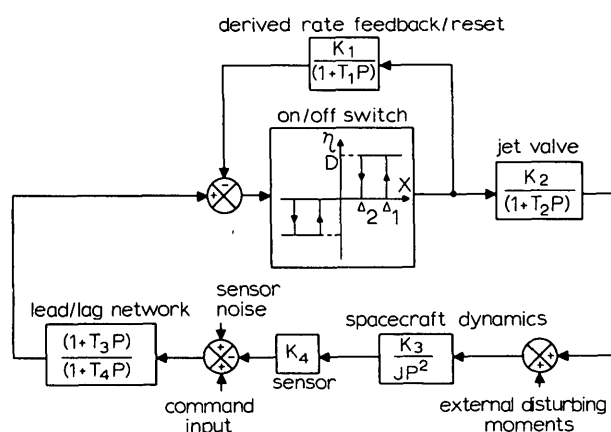 derived rate feedback/reset
K₁
(1+T₁P)
on/off switch
η
D
X
Δ₂ Δ₁
jet valve
K₂
(1+T₂P)
+ −
lead/lag network
(1+T₃P)
(1+T₄P)
sensor
noise
+ −
+
command
input
K₄
sensor
spacecraft dynamics
K₃
JP²
+ +
external disturbing
moments